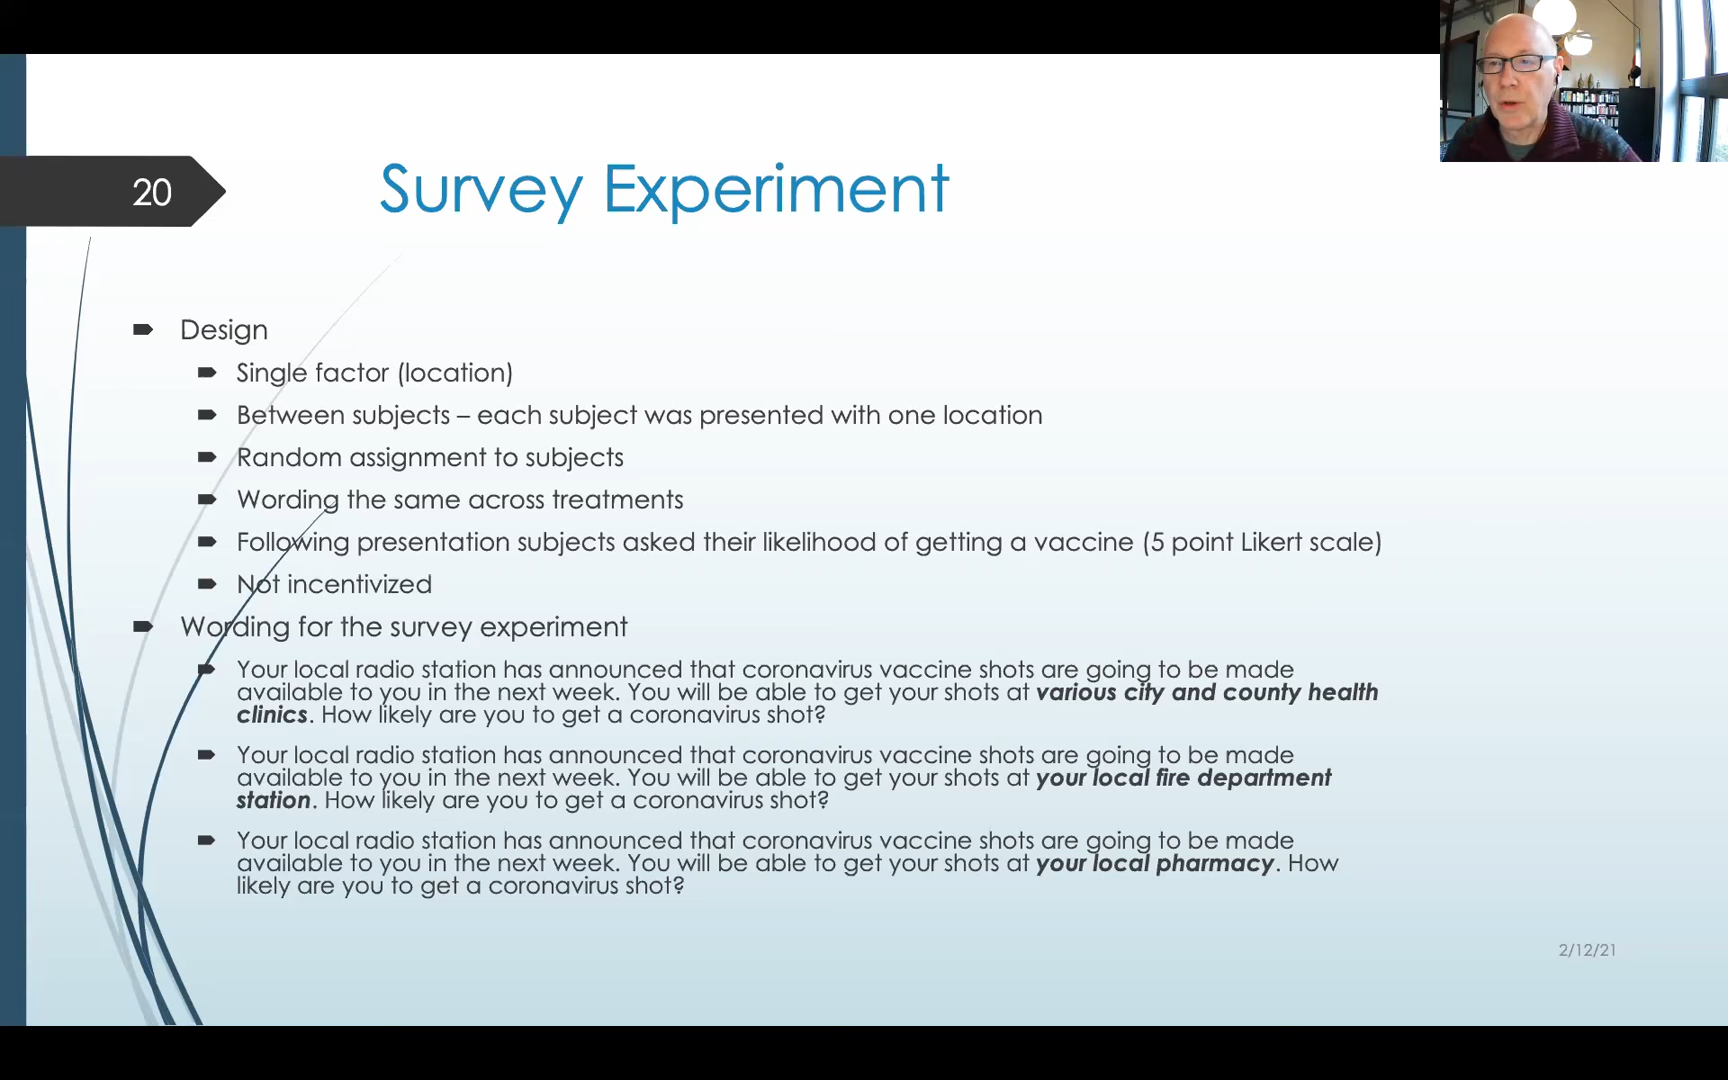 20
Survey Experiment
Design
Single factor (location)
Between subjects – each subject was presented with one location
Random assignment to subjects
Wording the same across treatments
Following presentation subjects asked their likelihood of getting a vaccine (5 point Likert scale)
Not incentivized
Wording for the survey experiment
Your local radio station has announced that coronavirus vaccine shots are going to be made
available to you in the next week. You will be able to get your shots at various city and county health
clinics. How likely are you to get a coronavirus shot?
Your local radio station has announced that coronavirus vaccine shots are going to be made
available to you in the next week. You will be able to get your shots at your local fire department
station. How likely are you to get a coronavirus shot?
Your local radio station has announced that coronavirus vaccine shots are going to be made
available to you in the next week. You will be able to get your shots at your local pharmacy. How
likely are you to get a coronavirus shot?
2/12/21